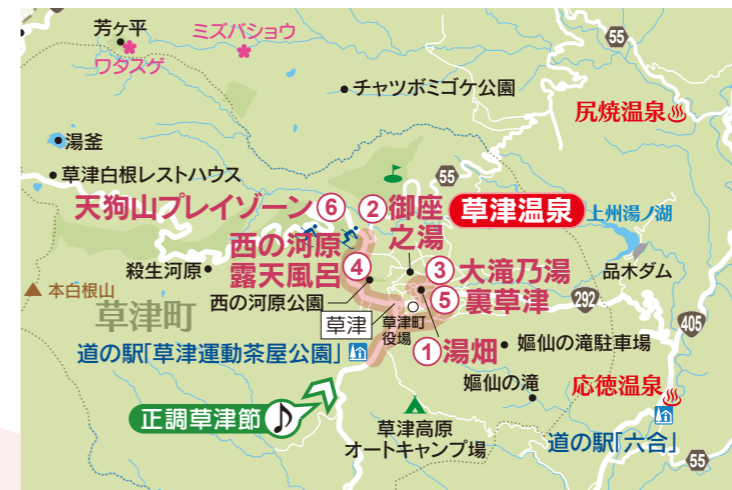 芳ヶ平
ワタスゲ
ミズバショウ
55
チャツボミゴケ公園
尻焼温泉
湯釜
草津白根レストハウス
55
天狗山プレイゾーン⑥
②御座
之湯
草津温泉
上州湯ノ湖
西の河原
露天風呂④
殺生河原
③大滝乃湯
品木ダム
本白根山
西の河原公園
⑤裏草津
292
草津町
草津
草津町
役場
405
道の駅「草津運動茶屋公園」
①湯畑
嫗仙の滝駐車場
嫗仙の滝
応徳温泉
正調草津節
草津高原
オートキャンプ場
道の駅「六合」
55